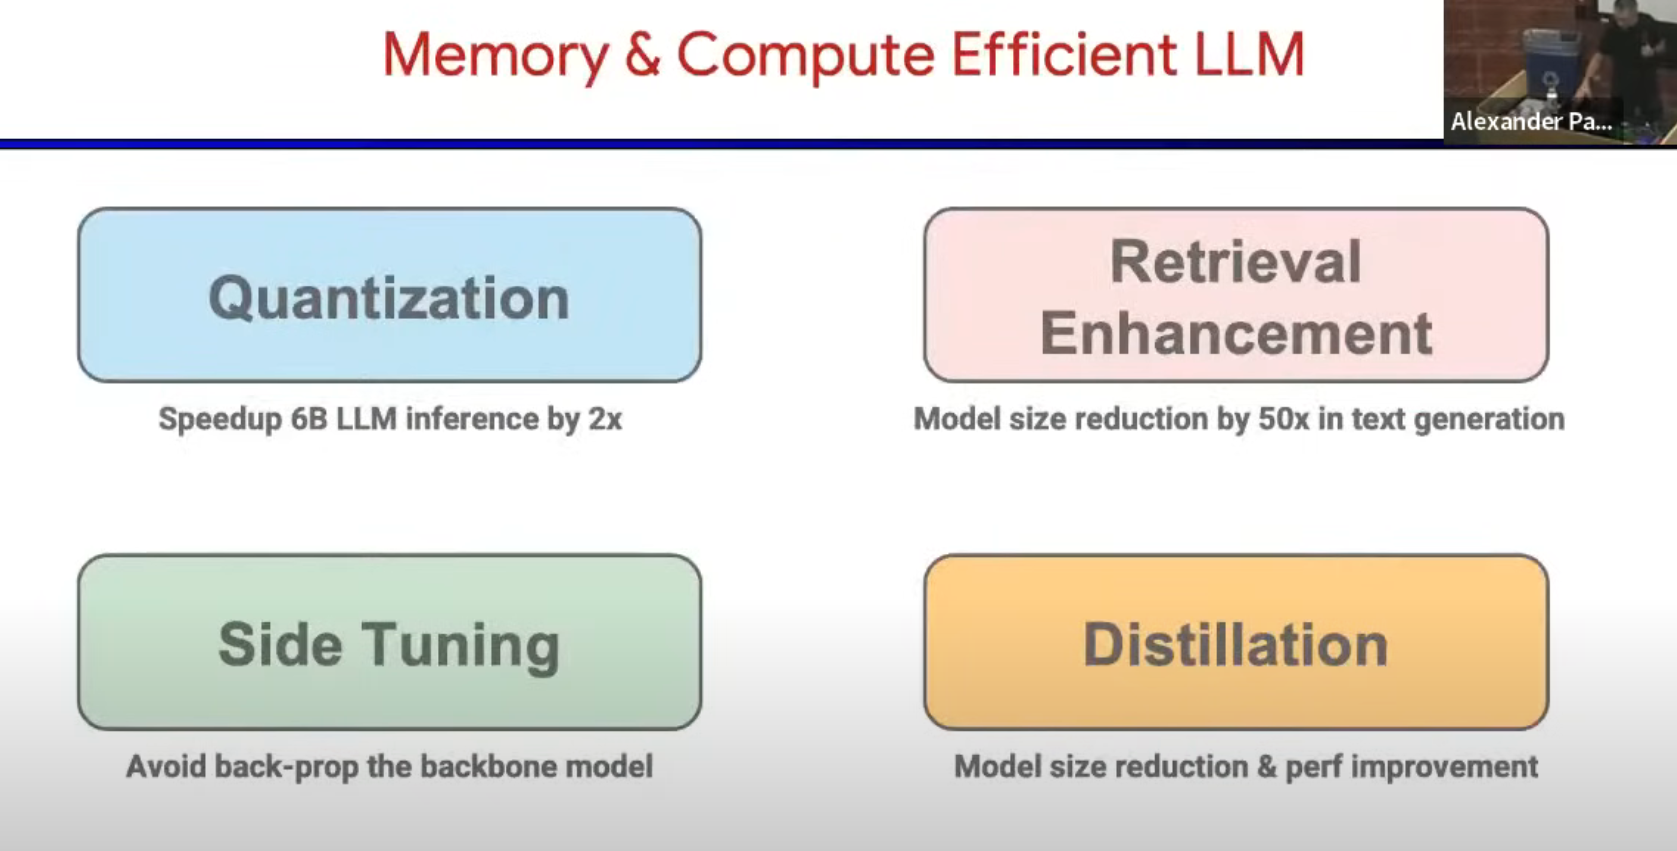 Memory & Compute Efficient LLM
Alexander Pa...
Quantization
Speedup 6B LLM inference by 2x
Retrieval
Enhancement
Model size reduction by 50x in text generation
Side Tuning
Avoid back-prop the backbone model
Distillation
Model size reduction & perf improvement